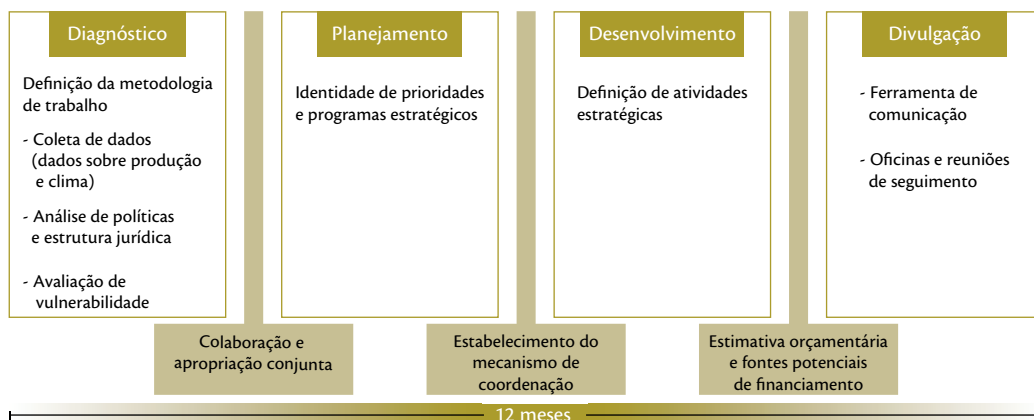 Diagnóstico
Definição da metodologia
de trabalho
- Coleta de dados
(dados sobre produção
e clima)
- Análise de políticas
e estrutura jurídica
- Avaliação de
vulnerabilidade
Colaboração e
apropriação conjunta
Planejamento
Identidade de prioridades
e programas estratégicos
Estabelecimento do
mecanismo de
coordenação
Desenvolvimento
Definição de atividades
estratégicas
Estimativa orçamentária
e fontes potenciais
de financiamento
Divulgação
- Ferramenta de
comunicação
- Oficinas e reuniões
de seguimento
12 meses